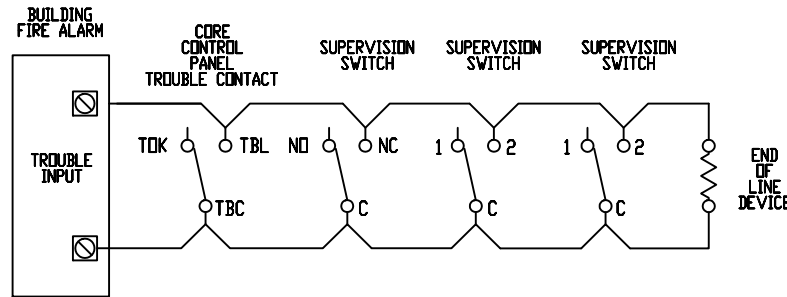 BUILDING
FIRE ALARM
CORE
CONTROL
PANEL
TROUBLE CONTACT
SUPERVISION
SWITCH
SUPERVISION
SWITCH
SUPERVISION
SWITCH
TROUBLE
INPUT
TOK
TBL
NO
NC
1
2
1
2
TBC
C
C
C
END
OF
LINE
DEVICE